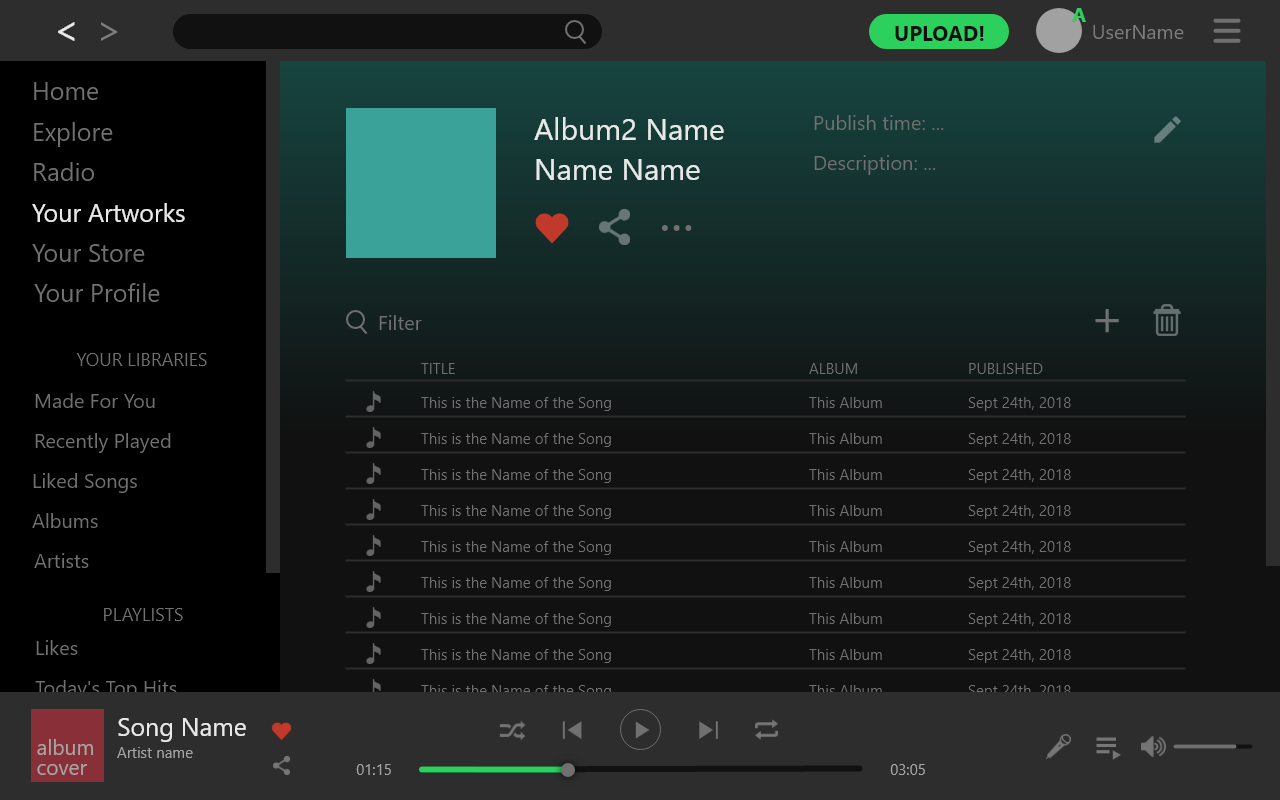 < >
UPLOAD!
A
UserName
Home
Explore
Radio
Your Artworks
Your Store
Your Profile
YOUR LIBRARIES
Made For You
Recently Played
Liked Songs
Albums
Artists
PLAYLISTS
Likes
Today's Top Hits
Album2 Name
Name Name
Publish time: ...
Description: ...
Filter
TITLE ALBUM PUBLISHED
This is the Name of the Song This Album Sept 24th, 2018
This is the Name of the Song This Album Sept 24th, 2018
This is the Name of the Song This Album Sept 24th, 2018
This is the Name of the Song This Album Sept 24th, 2018
This is the Name of the Song This Album Sept 24th, 2018
This is the Name of the Song This Album Sept 24th, 2018
This is the Name of the Song This Album Sept 24th, 2018
This is the Name of the Song This Album Sept 24th, 2018
This is the Name of the Song This Album Sept 24th, 2018
album
cover
Song Name
Artist name
01:15
03:05